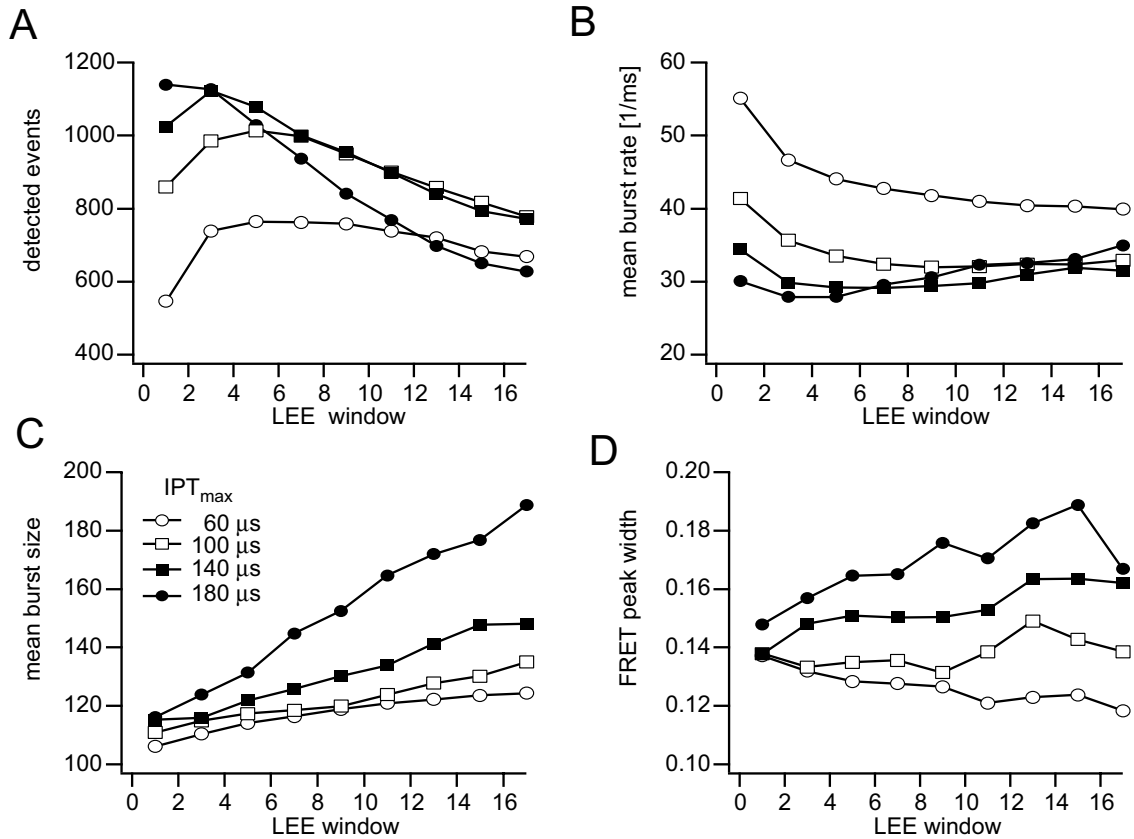 A
detected events
1200
1000
800
600
400
0 2 4 6 8 10 12 14 16
LEE window
B
mean burst rate [1/ms]
60
50
40
30
20
0 2 4 6 8 10 12 14 16
LEE window
C
mean burst size
200
180
160
140
120
100
IPTmax
60 μs
100 μs
140 μs
180 μs
0 2 4 6 8 10 12 14 16
LEE window
D
FRET peak width
0.20
0.18
0.16
0.14
0.12
0.10
0 2 4 6 8 10 12 14 16
LEE window